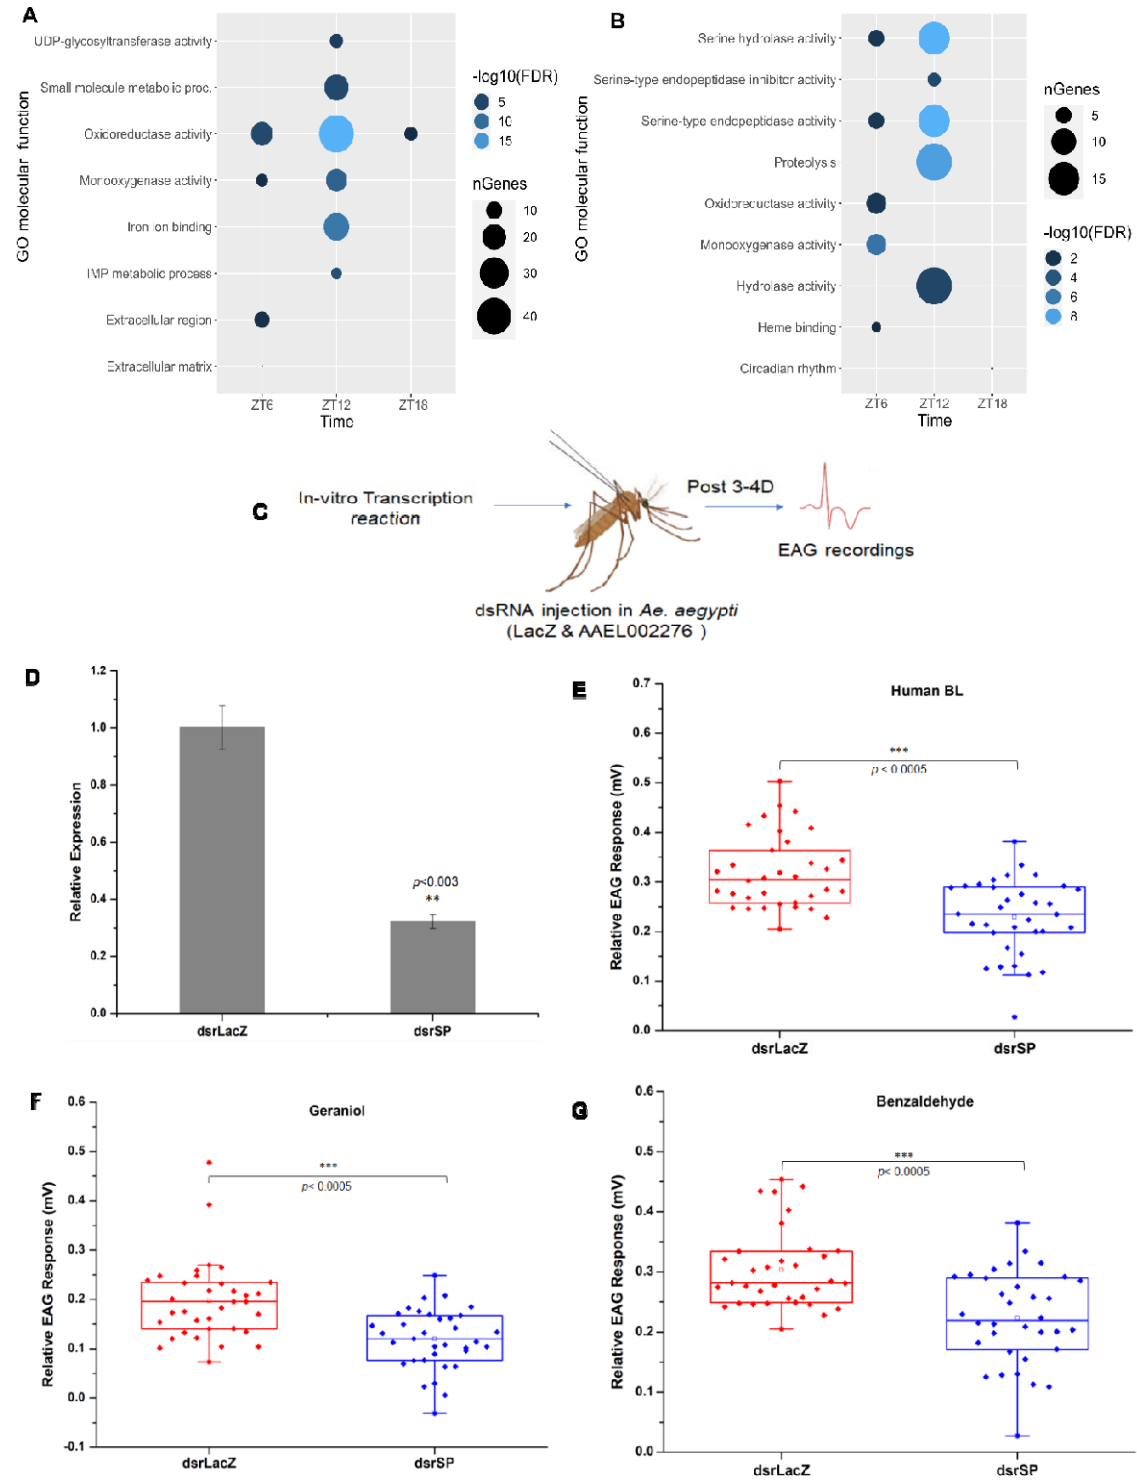 A
GO molecular function
UDP-glycosyltransferase activity
Small molecule metabolic proc.
Oxidoreductase activity
Monooxygenase activity
Iron ion binding
IMP metabolic process
Extracellular region
Extracellular matrix
ZT6 ZT12 ZT18
Time
-log10(FDR)
5
10
15
nGenes
10
20
30
40
B
GO molecular function
Serine hydrolase activity
Serine-type endopeptidase inhibitor activity
Serine-type endopeptidase activity
Proteolysis
Oxidoreductase activity
Monooxygenase activity
Hydrolase activity
Heme binding
Circadian rhythm
ZT6 ZT12 ZT18
Time
nGenes
5
10
15
-log10(FDR)
2
4
6
8
C
In-vitro Transcription
reaction
Post 3-4D
EAG recordings
dsRNA injection in Ae. aegypti
(LacZ & AAEL002276 )
D
Relative Expression
1.2
1.0
0.8
0.6
0.4
0.2
0.0
p<0.003
**
dsrLacZ dsrSP
E
Human BL
Relative EAG Response (mV)
0.7
0.6
0.5
0.4
0.3
0.2
0.1
0.0
***
p < 0.0005
dsrLacZ dsrSP
F
Geraniol
Relative EAG Response (mV)
0.6
0.5
0.4
0.3
0.2
0.1
0.0
-0.1
***
p< 0.0005
dsrLacZ dsrSP
G
Benzaldehyde
Relative EAG Response (mV)
0.6
0.5
0.4
0.3
0.2
0.1
0.0
***
p< 0.0005
dsrLacZ dsrSP